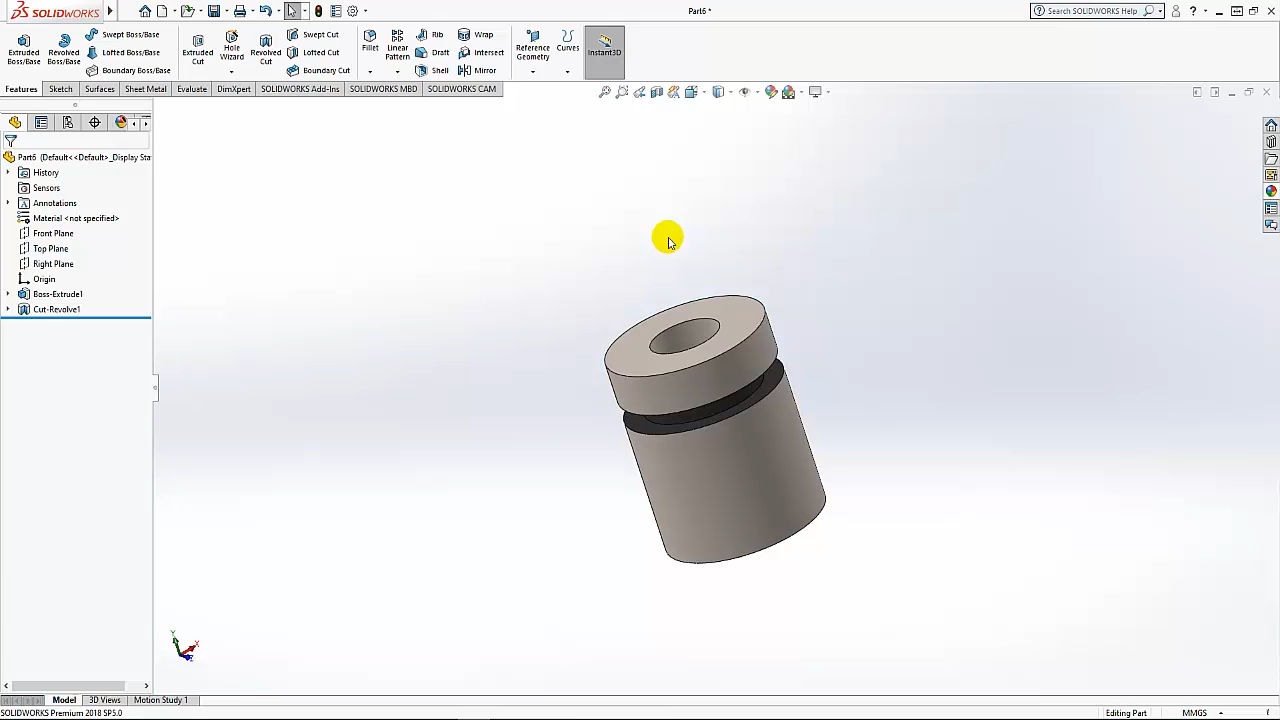 SOLIDWORKS
Part6 *
Search SOLIDWORKS Help
Extruded Boss/Base
Revolved Boss/Base
Swept Boss/Base
Lofted Boss/Base
Boundary Boss/Base
Extruded Cut
Hole Wizard
Revolved Cut
Swept Cut
Lofted Cut
Boundary Cut
Fillet
Linear Pattern
Rib
Draft
Shell
Wrap
Intersect
Mirror
Reference Geometry
Curves
Instant3D
Features
Sketch
Surfaces
Sheet Metal
Evaluate
DimXpert
SOLIDWORKS Add-Ins
SOLIDWORKS MBD
SOLIDWORKS CAM
Part6 (Default<<Default>_Display Sta
History
Sensors
Annotations
Material <not specified>
Front Plane
Top Plane
Right Plane
Origin
Boss-Extrude1
Cut-Revolve1
Y
X
Z
Model
3D Views
Motion Study 1
SOLIDWORKS Premium 2018 SP5.0
Editing Part
MMGS